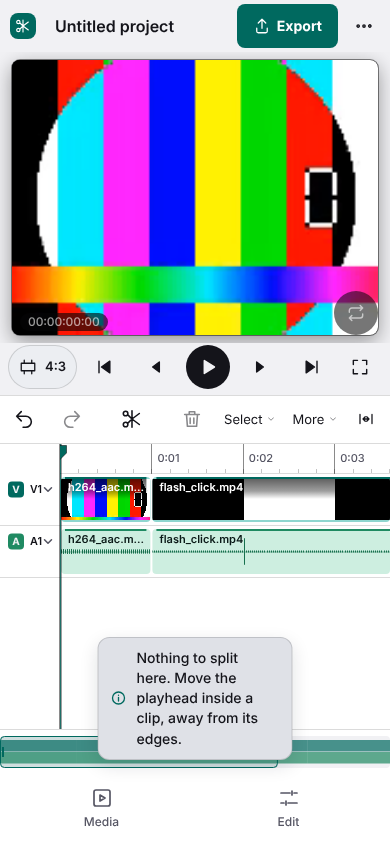 Untitled project
Export
00:00:00:00
4:3
Select
More
0:01
0:02
0:03
V
V1
h264_aac.m...
flash_click.mp4
A
A1
h264_aac.m...
flash_click.mp4
Nothing to split
here. Move the
playhead inside a
clip, away from its
edges.
Media
Edit